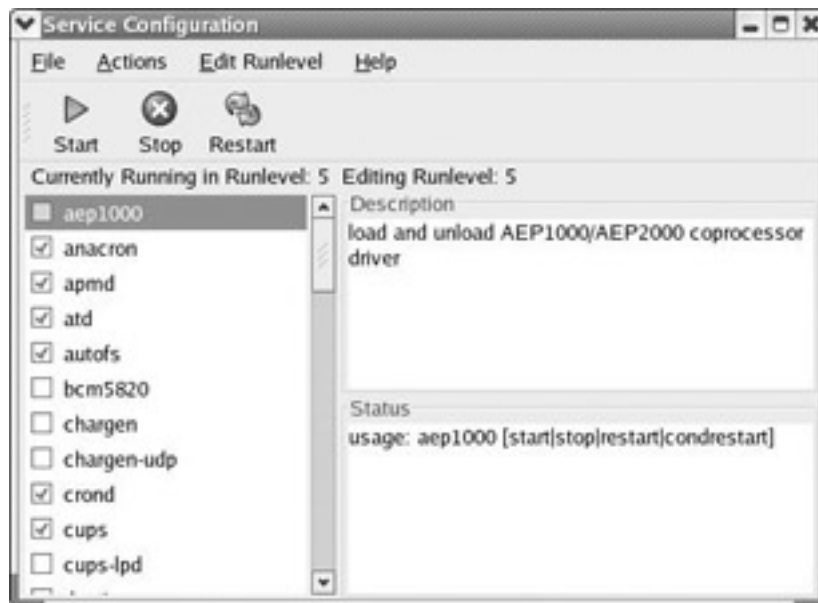 Service Configuration
File Actions Edit Runlevel Help
Start Stop Restart
Currently Running in Runlevel: 5 Editing Runlevel: 5
aep1000
anacron
apmd
atd
autofs
bcm5820
chargen
chargen-udp
crond
cups
cups-lpd
Description
load and unload AEP1000/AEP2000 coprocessor
driver
Status
usage: aep1000 [start|stop|restart|condrestart]